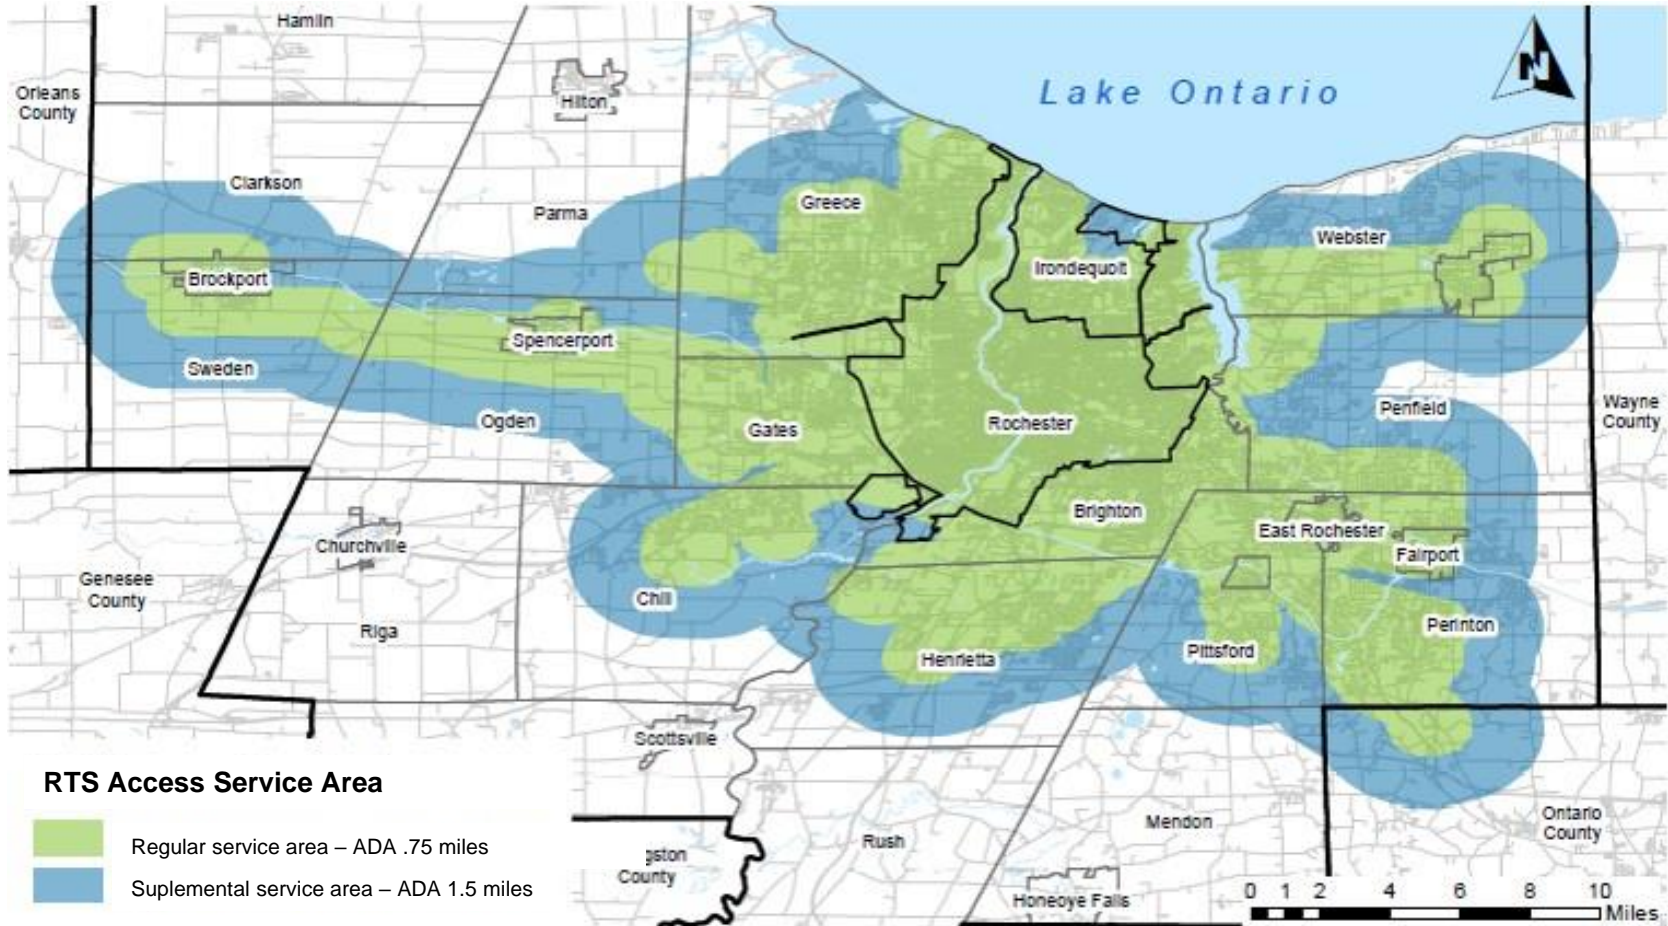 Hamlin
Orleans
County
Hilton
Lake Ontario
N
Clarkson
Parma
Greece
Webster
Irondequoit
Brockport
Spencerport
Sweden
Ogden
Gates
Rochester
Penfield
Wayne
County
Brighton
East Rochester
Fairport
Churchville
Genesee
County
Chili
Riga
Henrietta
Pittsford
Perinton
Scottsville
RTS Access Service Area
Regular service area – ADA .75 miles
Suplemental service area – ADA 1.5 miles
gston
County
Rush
Mendon
Ontario
County
Honeoye Falls
0 1 2 4 6 8 10
Miles